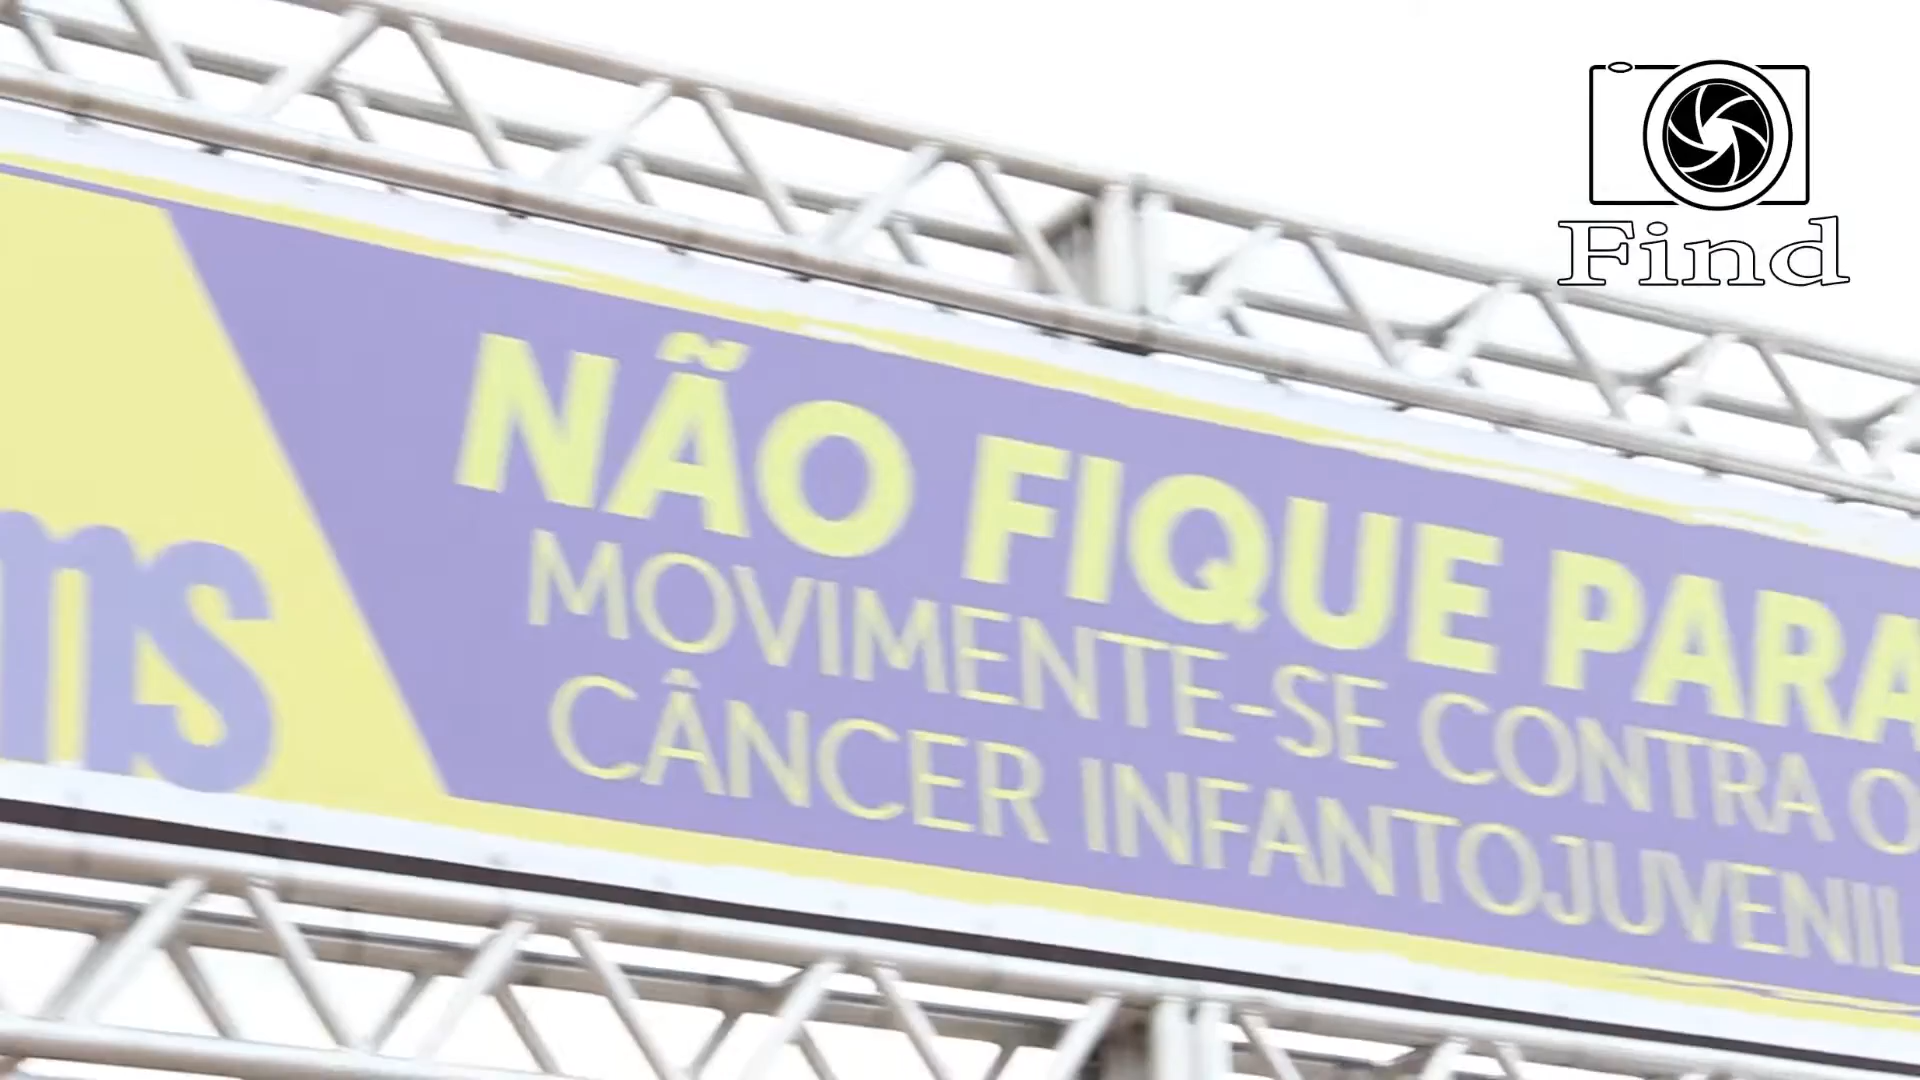 Find
NÃO FIQUE PARA
MOVIMENTE-SE CONTRA O
CÂNCER INFANTOJUVENIL